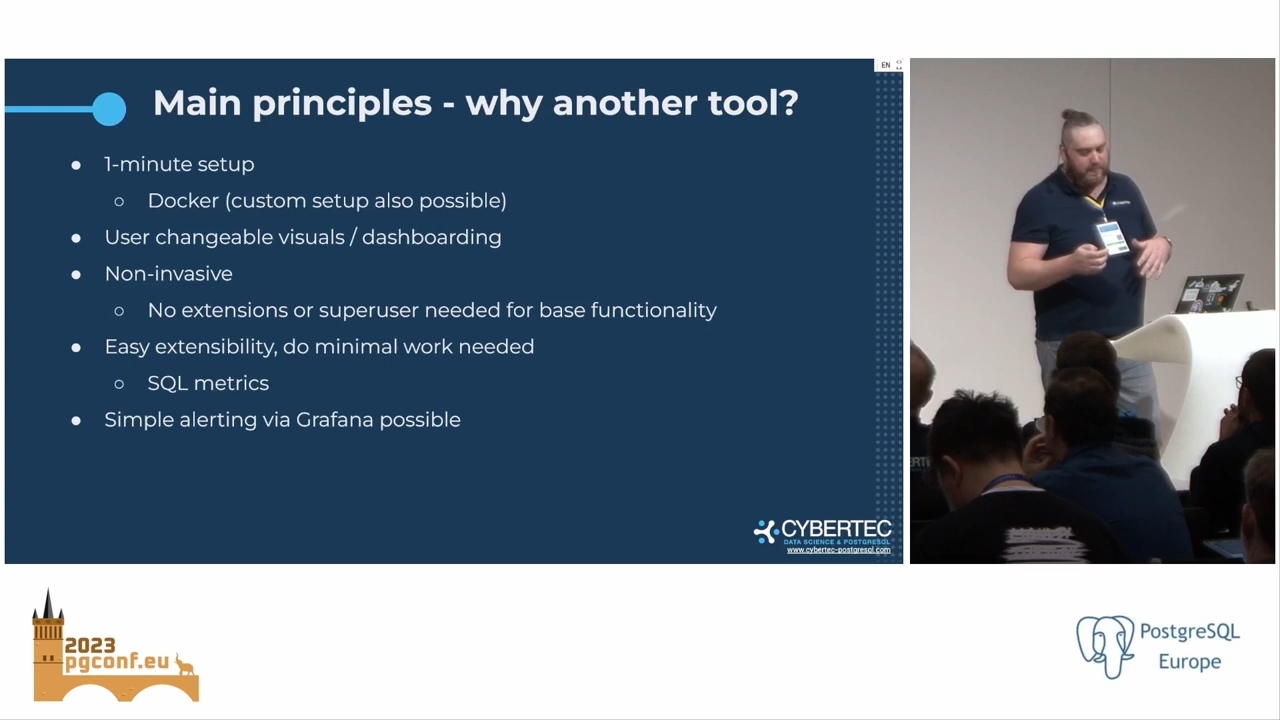 EN
Main principles - why another tool?
● 1-minute setup
○ Docker (custom setup also possible)
● User changeable visuals / dashboarding
● Non-invasive
○ No extensions or superuser needed for base functionality
● Easy extensibility, do minimal work needed
○ SQL metrics
● Simple alerting via Grafana possible
CYBERTEC
DATA SCIENCE & POSTGRESQL
www.cybertec-postgresql.com
2023
pgconf.eu
PostgreSQL
Europe